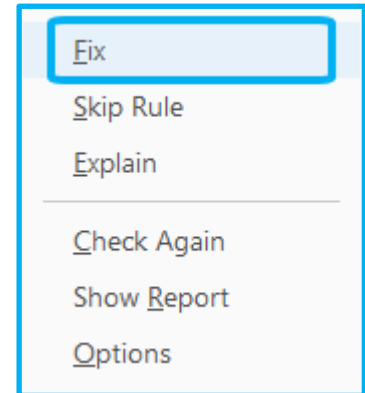 Fix
Skip Rule
Explain
Check Again
Show Report
Options